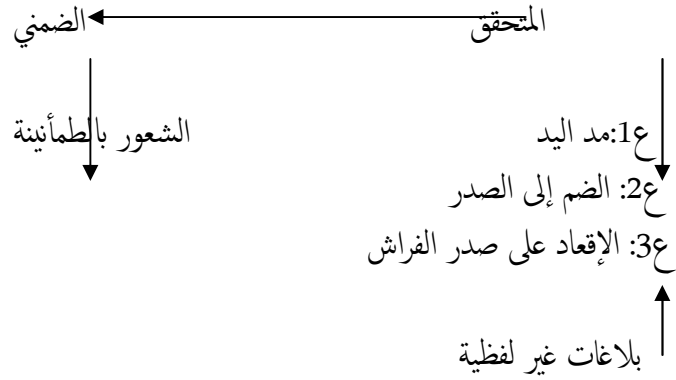 المتحقق الضمني
ع1:مد اليد الشعور بالطمأنينة
ع2: الضم إلى الصدر
ع3: الإقعاد على صدر الفراش
بلاغات غير لفظية